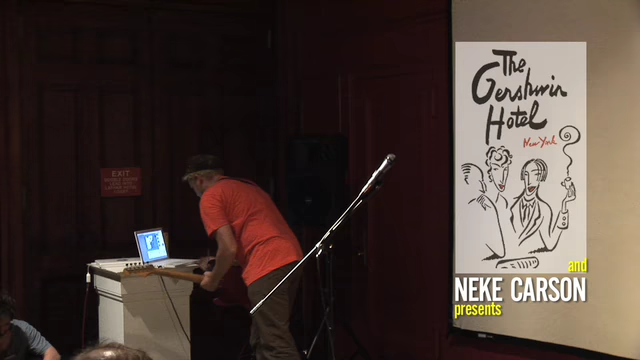 The
Gershwin
Hotel
New York
EXIT
and
NEKE CARSON
presents